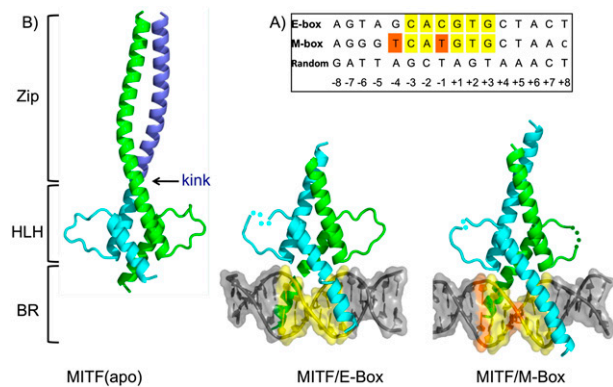 B)
A)
E-box A G T A G C A C G T G C T A C T
M-box A G G G T C A T G T G C T A A C
Random G A T T A G C T A A A G C T
-8 -7 -6 -5 -4 -3 -2 -1 +1 +2 +3 +4 +5 +6 +7 +8
Zip
kink
HLH
BR
MITF(apo)
MITF/E-Box
MITF/M-Box